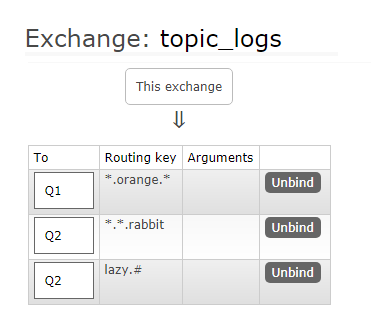 Exchange: topic_logs
This exchange
⇓
To Routing key Arguments
Q1 *.orange.* Unbind
Q2 *.*.rabbit Unbind
Q2 lazy.# Unbind